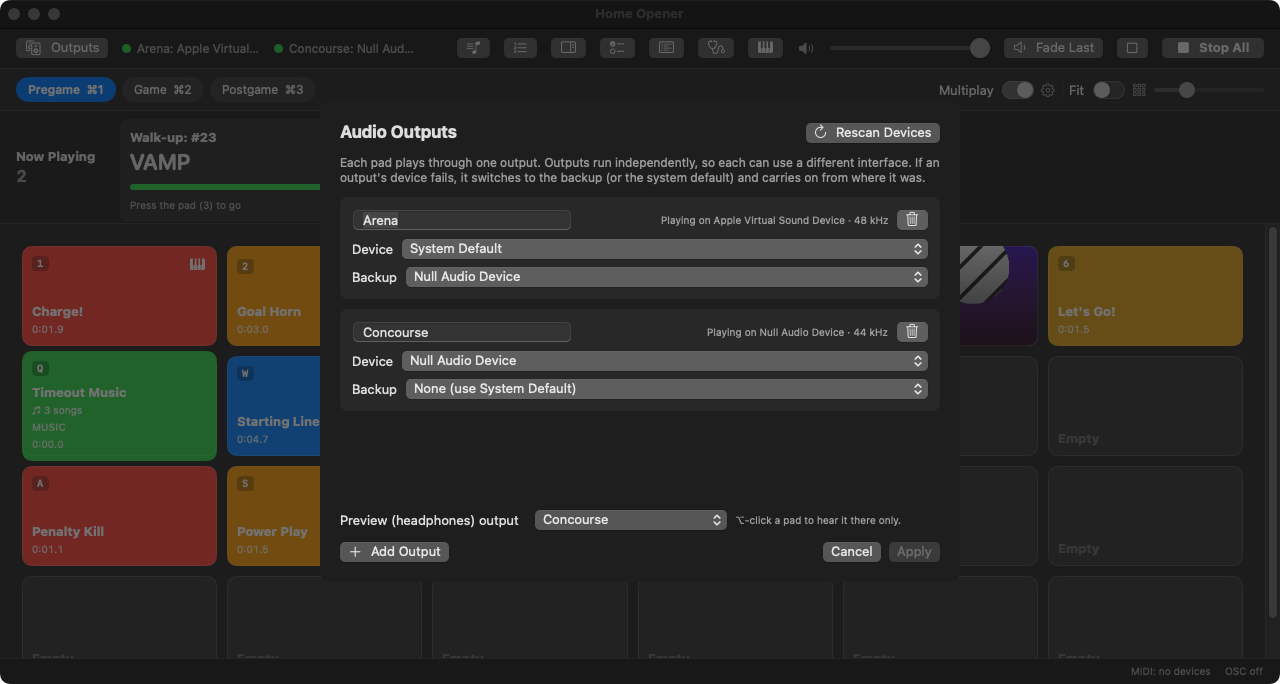 Home Opener
Outputs
Arena: Apple Virtual...
Concourse: Null Aud...
Fade Last
Stop All
Pregame ⌘1
Game ⌘2
Postgame ⌘3
Multiplay
Fit
Now Playing
2
Walk-up: #23
VAMP
Press the pad (3) to go
Audio Outputs
Rescan Devices
Each pad plays through one output. Outputs run independently, so each can use a different interface. If an
output's device fails, it switches to the backup (or the system default) and carries on from where it was.
Arena
Playing on Apple Virtual Sound Device · 48 kHz
Device
System Default
Backup
Null Audio Device
Concourse
Playing on Null Audio Device · 44 kHz
Device
Null Audio Device
Backup
None (use System Default)
Preview (headphones) output
Concourse
⌥-click a pad to hear it there only.
+ Add Output
Cancel
Apply
1
Charge!
0:01.9
2
Goal Horn
0:03.0
6
Let's Go!
0:01.5
Q
Timeout Music
♫ 3 songs
MUSIC
0:00.0
W
Starting Line
0:04.7
Empty
A
Penalty Kill
0:01.1
S
Power Play
0:01.5
Empty
Empty
Empty
Empty
Empty
Empty
Empty
MIDI: no devices
OSC off